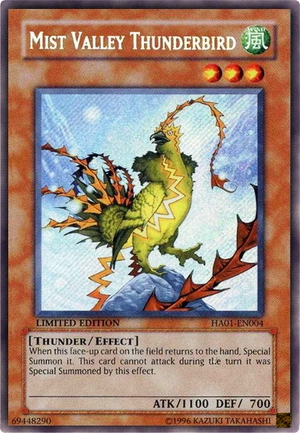 MIST VALLEY THUNDERBIRD
風
LIMITED EDITION
HA01-EN004
[THUNDER/EFFECT]
When this face-up card on the field returns to the hand, Special
Summon it. This card cannot attack during the turn it was
Special Summoned by this effect.
ATK/1100 DEF/ 700
69448290
©1996 KAZUKI TAKAHASHI